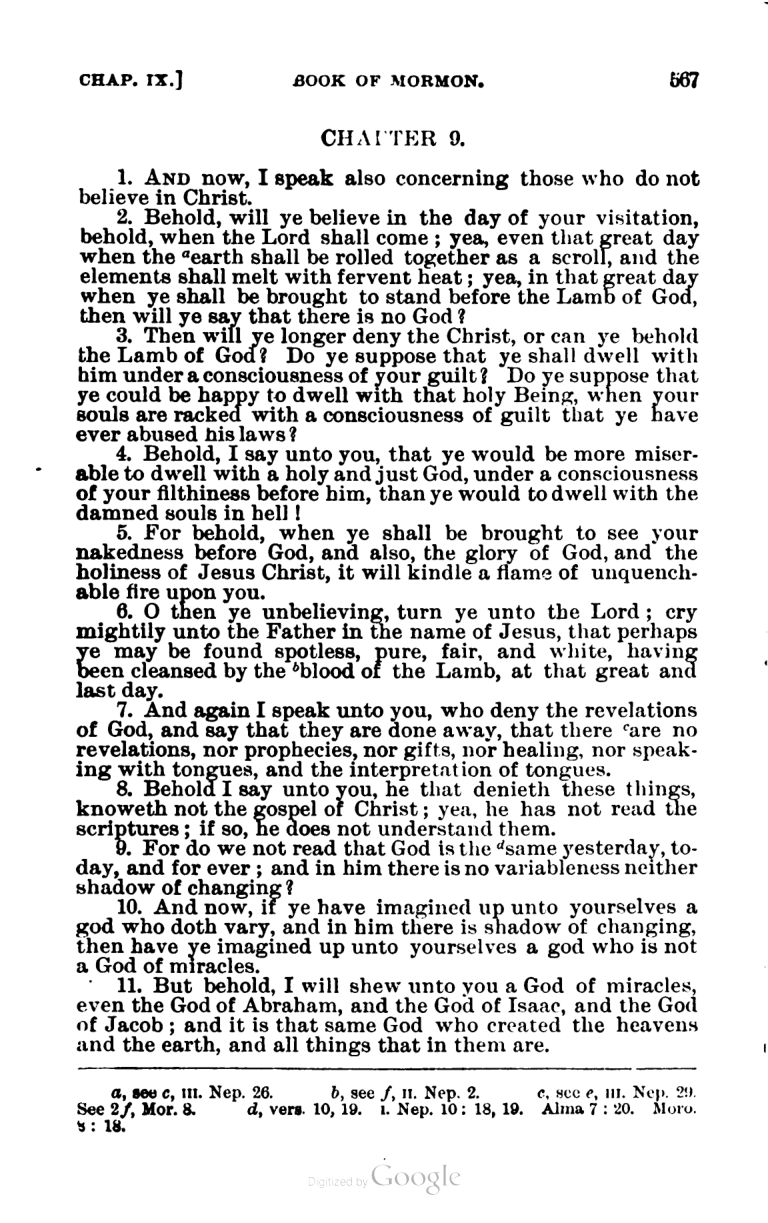 CHAP. IX.] BOOK OF MORMON. 567
CHAPTER 9.
1. AND now, I speak also concerning those who do not
believe in Christ.
2. Behold, will ye believe in the day of your visitation,
behold, when the Lord shall come; yea, even that great day
when the ᵃearth shall be rolled together as a scroll, and the
elements shall melt with fervent heat; yea, in that great day
when ye shall be brought to stand before the Lamb of God,
then will ye say that there is no God?
3. Then will ye longer deny the Christ, or can ye behold
the Lamb of God? Do ye suppose that ye shall dwell with
him under a consciousness of your guilt? Do ye suppose that
ye could be happy to dwell with that holy Being, when your
souls are racked with a consciousness of guilt that ye have
ever abused his laws?
4. Behold, I say unto you, that ye would be more miser-
able to dwell with a holy and just God, under a consciousness
of your filthiness before him, than ye would to dwell with the
damned souls in hell!
5. For behold, when ye shall be brought to see your
nakedness before God, and also, the glory of God, and the
holiness of Jesus Christ, it will kindle a flame of unquench-
able fire upon you.
6. O then ye unbelieving, turn ye unto the Lord; cry
mightily unto the Father in the name of Jesus, that perhaps
ye may be found spotless, pure, fair, and white, having
been cleansed by the ᵇblood of the Lamb, at that great and
last day.
7. And again I speak unto you, who deny the revelations
of God, and say that they are done away, that there ᶜare no
revelations, nor prophecies, nor gifts, nor healing, nor speak-
ing with tongues, and the interpretation of tongues.
8. Behold I say unto you, he that denieth these things,
knoweth not the gospel of Christ; yea, he has not read the
scriptures; if so, he does not understand them.
9. For do we not read that God is the ᵈsame yesterday, to-
day, and for ever; and in him there is no variableness neither
shadow of changing?
10. And now, if ye have imagined up unto yourselves a
god who doth vary, and in him there is shadow of changing,
then have ye imagined up unto yourselves a god who is not
a God of miracles.
11. But behold, I will shew unto you a God of miracles,
even the God of Abraham, and the God of Isaac, and the God
of Jacob; and it is that same God who created the heavens
and the earth, and all things that in them are.
a, see c, III. Nep. 26. b, see f, II. Nep. 2. c, see e, III. Nep. 29.
See 2f, Mor. 8. d, vers. 10, 19. I. Nep. 10: 18, 19. Alma 7: 20. Moro.
8: 18.
Digitized by Google